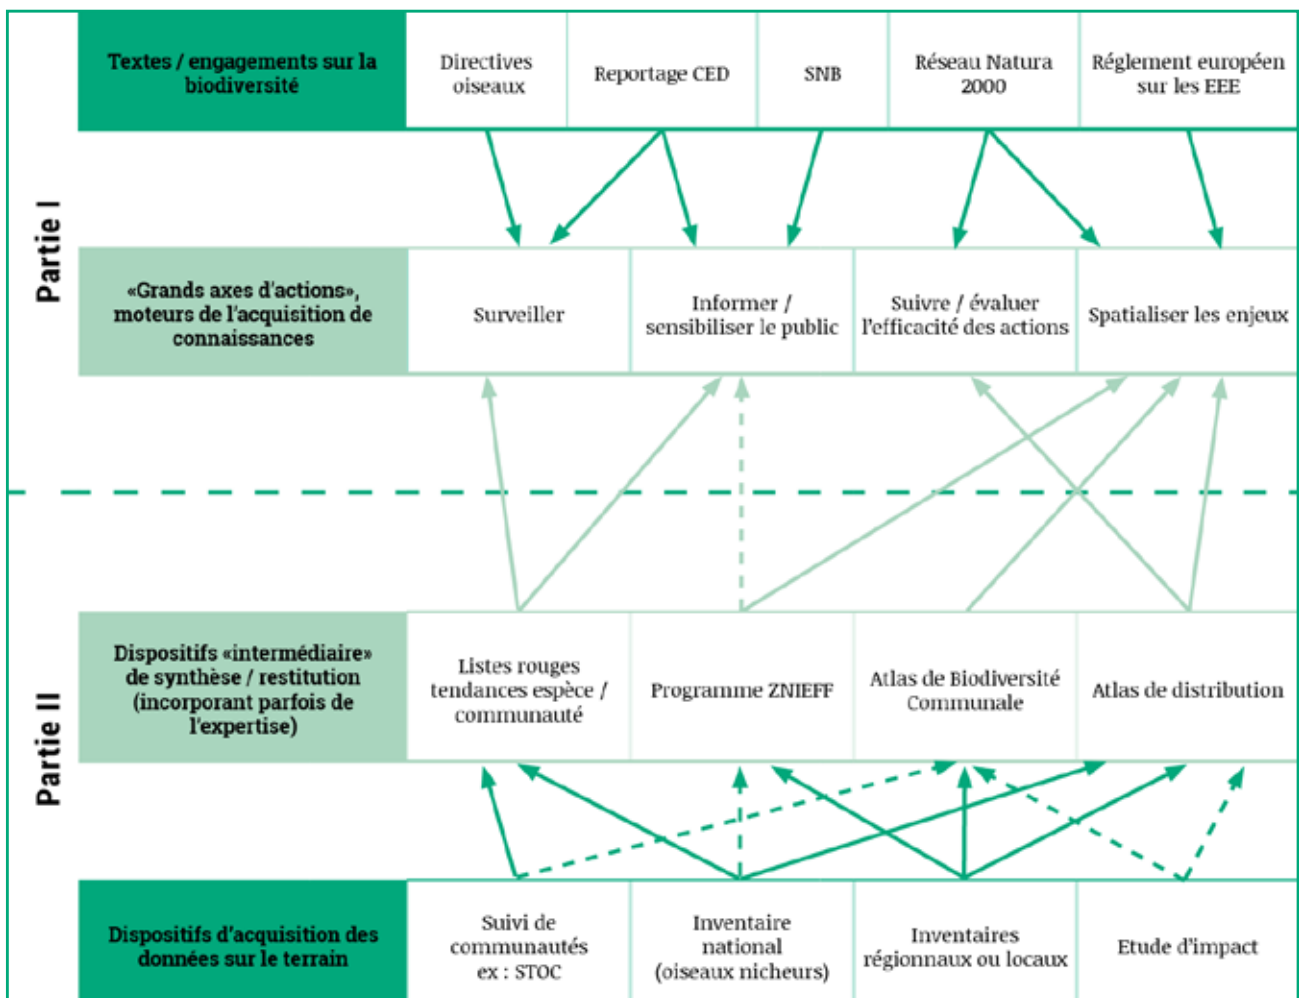 Textes / engagements sur la
biodiversité
Directives
oiseaux
Reportage CED
SNB
Réseau Natura
2000
Réglement européen
sur les EEE
Partie I
«Grands axes d'actions»,
moteurs de l'acquisition de
connaissances
Surveiller
Informer /
sensibiliser le public
Suivre / évaluer
l'efficacité des actions
Spatialiser les enjeux
Partie II
Dispositifs «intermédiaire»
de synthèse / restitution
(incorporant parfois de
l'expertise)
Listes rouges
tendances espèce /
communauté
Programme ZNIEFF
Atlas de Biodiversité
Communale
Atlas de distribution
Dispositifs d'acquisition des
données sur le terrain
Suivi de
communautés
ex : STOC
Inventaire
national
(oiseaux nicheurs)
Inventaires
régionnaux ou locaux
Etude d'impact